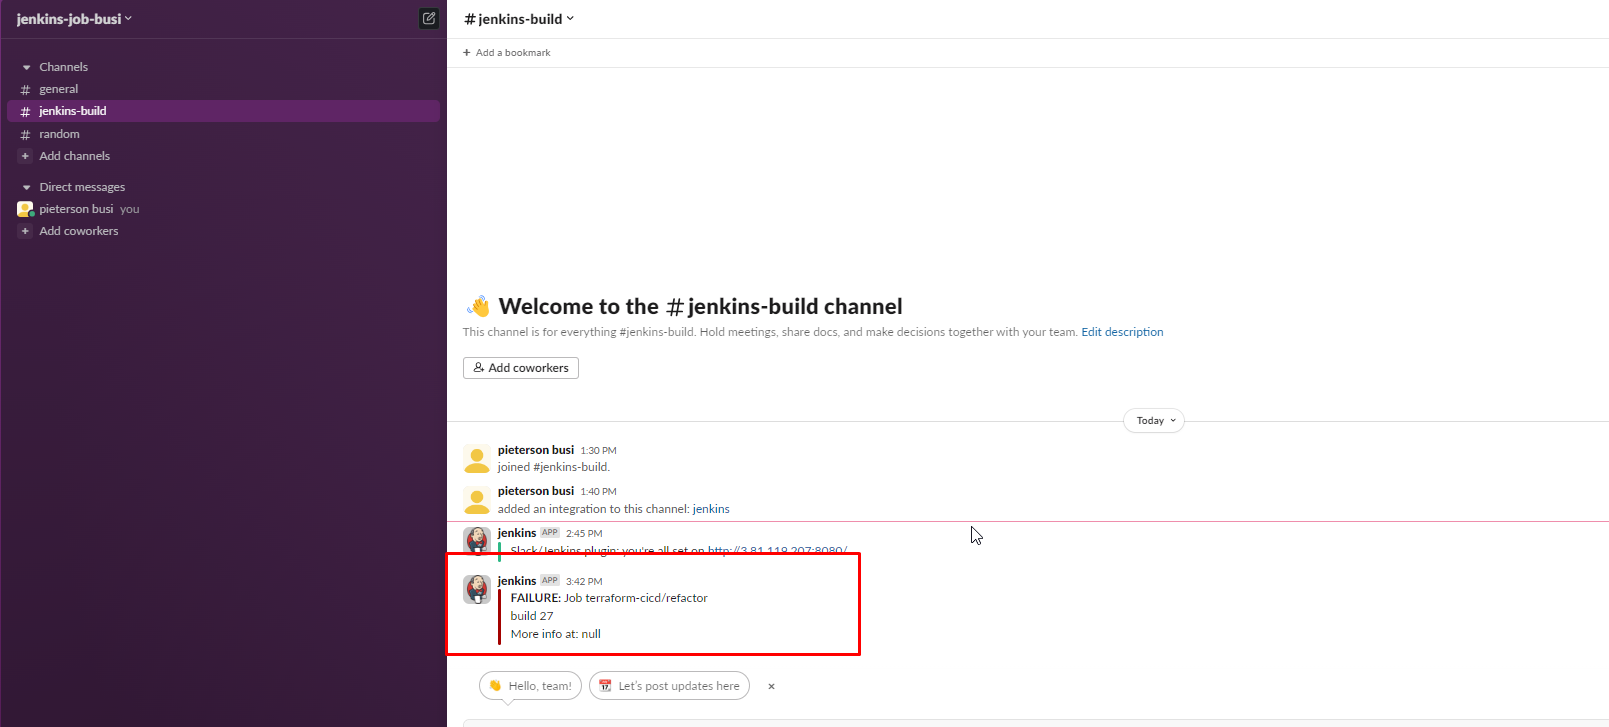 jenkins-job-busi
Channels
# general
# jenkins-build
# random
+ Add channels
Direct messages
pieterson busi you
+ Add coworkers
# jenkins-build
+ Add a bookmark
Welcome to the # jenkins-build channel
This channel is for everything #jenkins-build. Hold meetings, share docs, and make decisions together with your team. Edit description
Add coworkers
Today
pieterson busi 1:30 PM
joined #jenkins-build.
pieterson busi 1:40 PM
added an integration to this channel: jenkins
jenkins APP 2:45 PM
Slack/Jenkins plugin: you're all set on http://3.81.119.207:8080/
jenkins APP 3:42 PM
FAILURE: Job terraform-cicd/refactor
build 27
More info at: null
Hello, team!
Let's post updates here